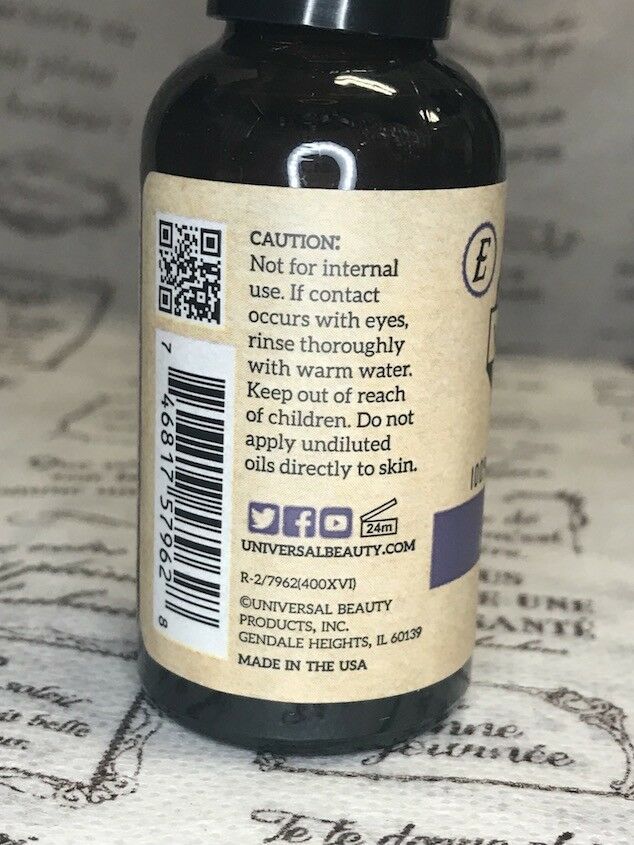 CAUTION:
Not for internal
use. If contact
occurs with eyes,
rinse thoroughly
with warm water.
Keep out of reach
of children. Do not
apply undiluted
oils directly to skin.
24m
UNIVERSALBEAUTY.COM
R-2/7962(400XVI)
©UNIVERSAL BEAUTY
PRODUCTS, INC.
GENDALE HEIGHTS, IL 60139
MADE IN THE USA
7 46817 57962 8
E
100%